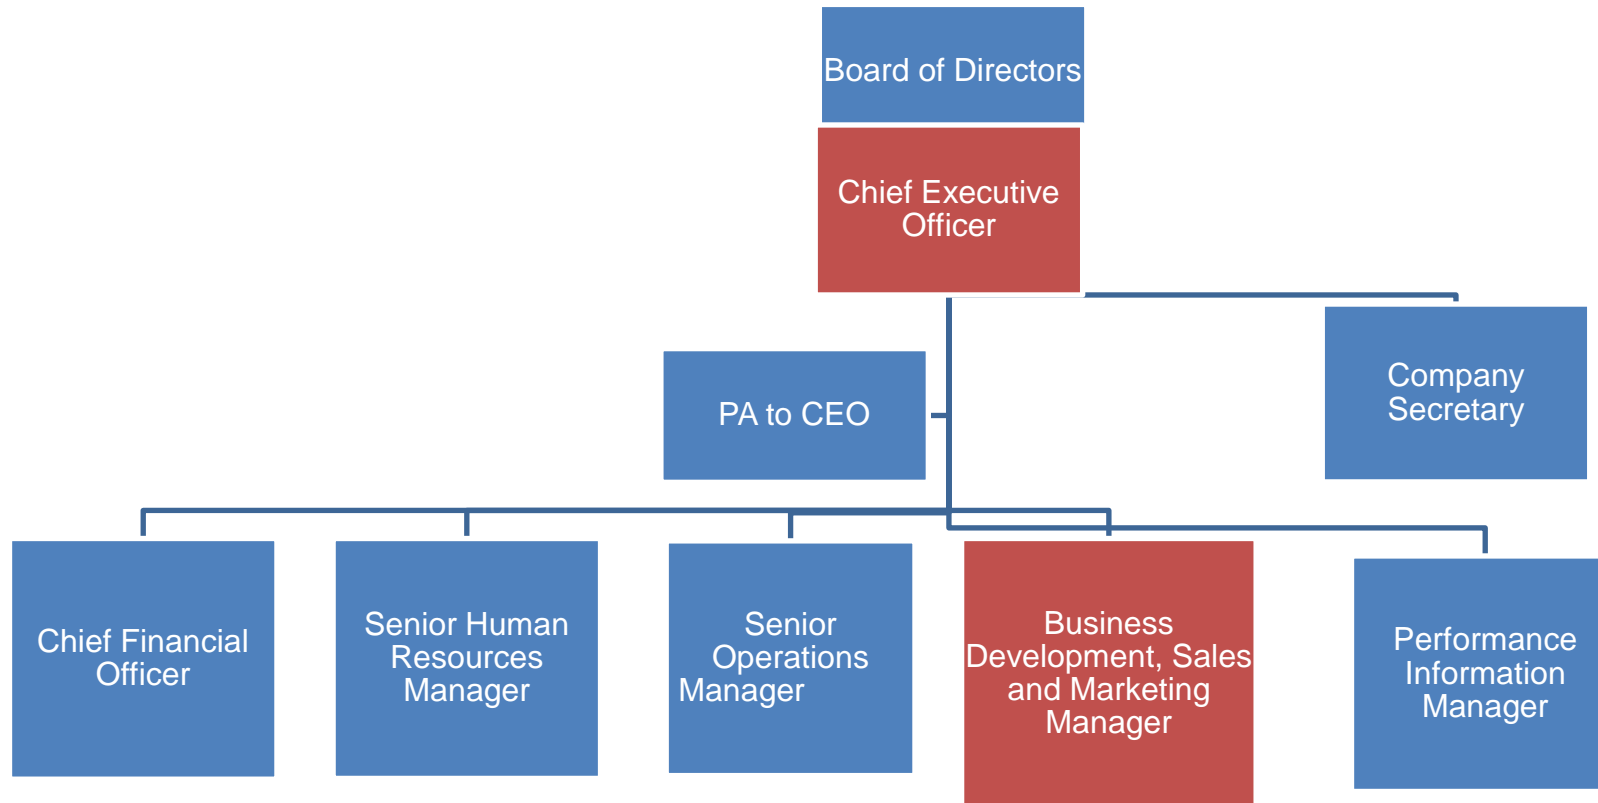 Board of Directors
Chief Executive
Officer
Company
Secretary
PA to CEO
Chief Financial
Officer
Senior Human
Resources
Manager
Senior
Operations
Manager
Business
Development, Sales
and Marketing
Manager
Performance
Information
Manager